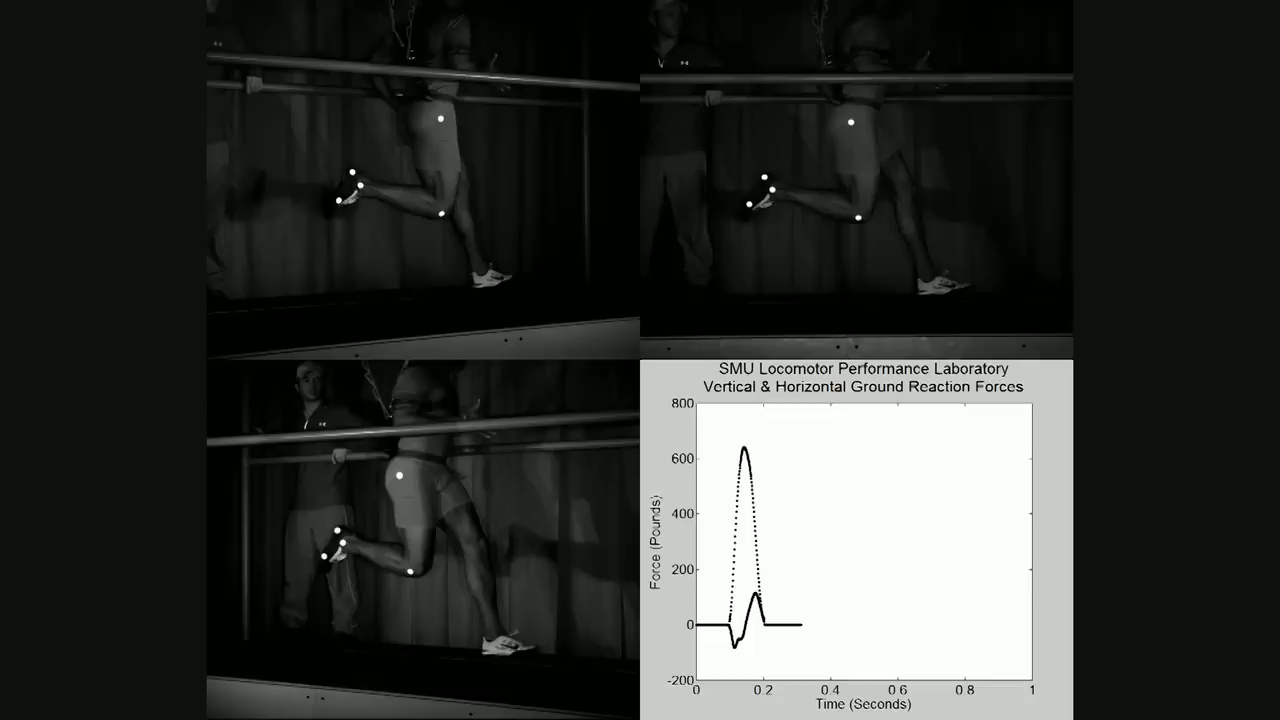 SMU Locomotor Performance Laboratory
Vertical & Horizontal Ground Reaction Forces
800
600
400
200
0
-200
Force (Pounds)
0 0.2 0.4 0.6 0.8 1
Time (Seconds)